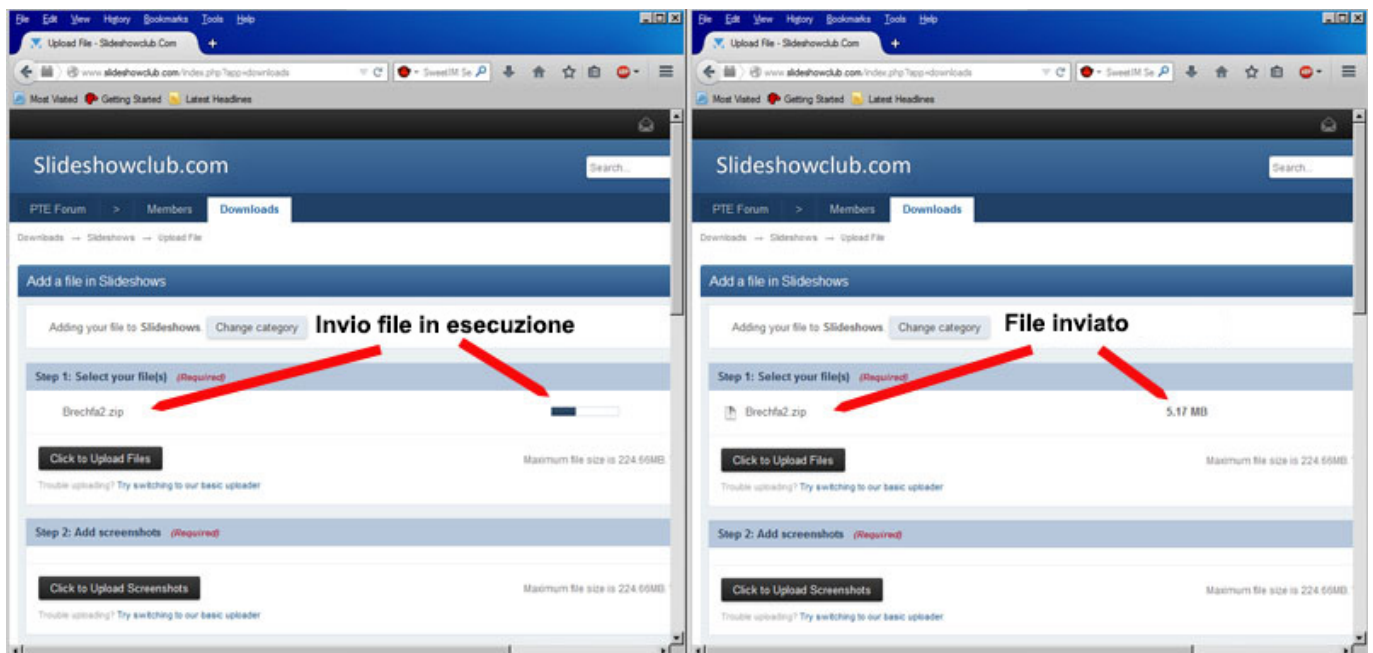 File Edit View History Bookmarks Tools Help
Upload File - Slideshowclub.Com +
www.slideshowclub.com/index.php?app=downloads SweetIM Se
Most Visited Getting Started Latest Headlines
Slideshowclub.com
Search...
PTE Forum > Members Downloads
Downloads → Slideshows → Upload File
Add a file in Slideshows
Adding your file to Slideshows. Change category
Invio file in esecuzione
Step 1: Select your file(s) (Required)
Brechfa2.zip
Click to Upload Files
Maximum file size is 224.66MB.
Trouble uploading? Try switching to our basic uploader
Step 2: Add screenshots (Required)
Click to Upload Screenshots
Maximum file size is 224.66MB.
Trouble uploading? Try switching to our basic uploader
File Edit View History Bookmarks Tools Help
Upload File - Slideshowclub.Com +
www.slideshowclub.com/index.php?app=downloads SweetIM Se
Most Visited Getting Started Latest Headlines
Slideshowclub.com
Search...
PTE Forum > Members Downloads
Downloads → Slideshows → Upload File
Add a file in Slideshows
Adding your file to Slideshows. Change category
File inviato
Step 1: Select your file(s) (Required)
Brechfa2.zip 5.17 MB
Click to Upload Files
Maximum file size is 224.66MB.
Trouble uploading? Try switching to our basic uploader
Step 2: Add screenshots (Required)
Click to Upload Screenshots
Maximum file size is 224.66MB.
Trouble uploading? Try switching to our basic uploader